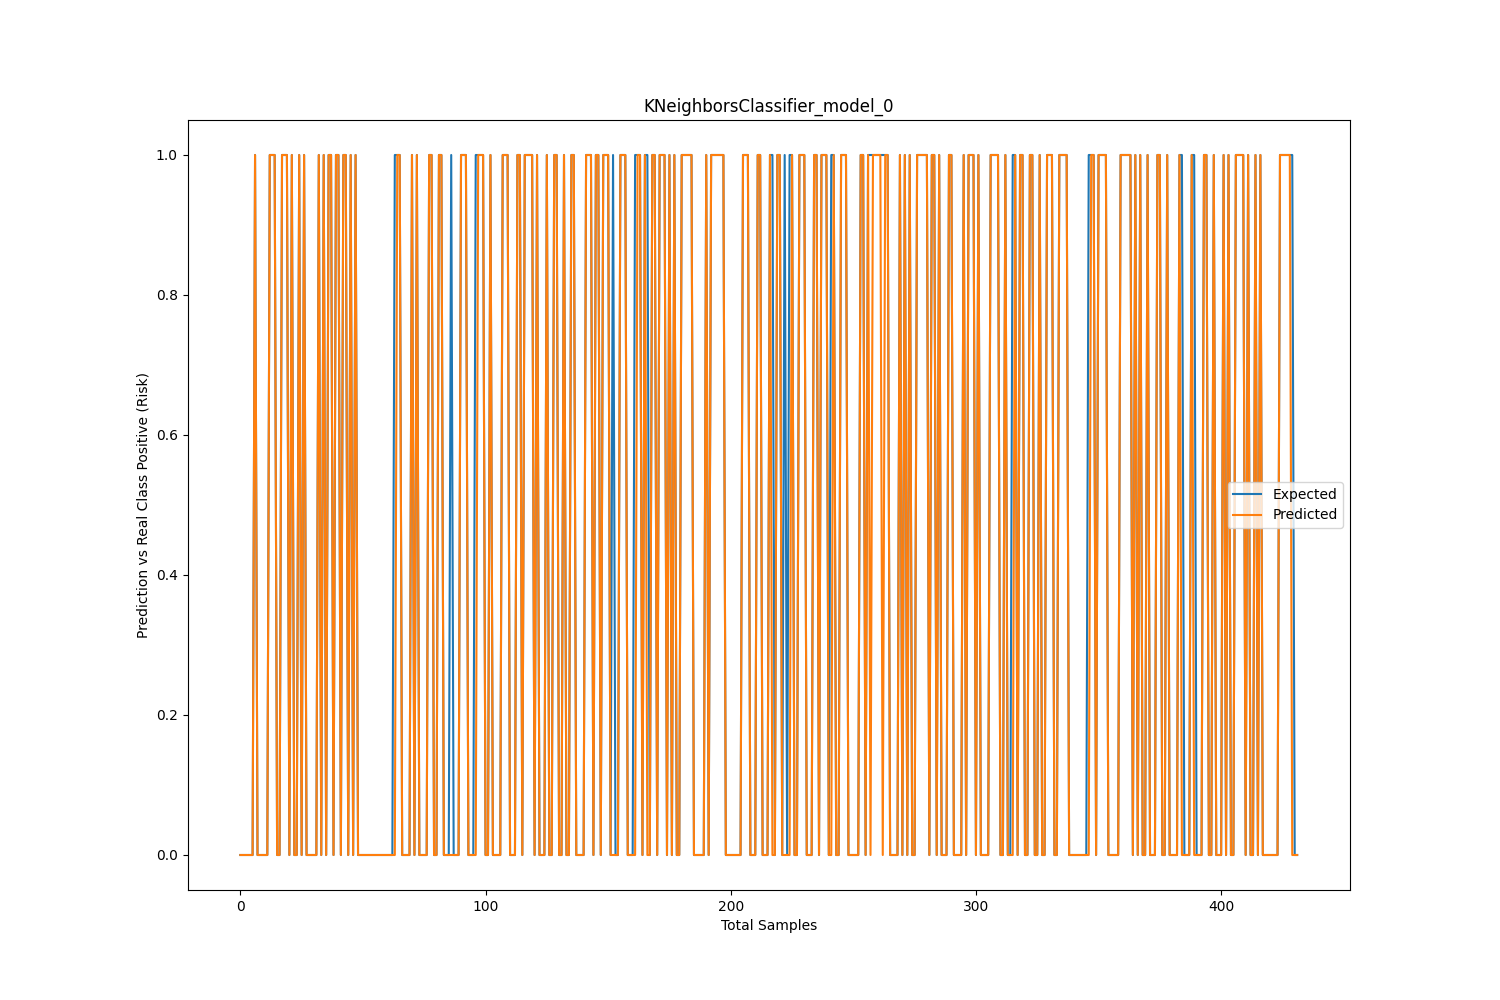 KNeighborsClassifier_model_0
Prediction vs Real Class Positive (Risk)
1.0
0.8
0.6
0.4
0.2
0.0
Expected
Predicted
0 100 200 300 400
Total Samples